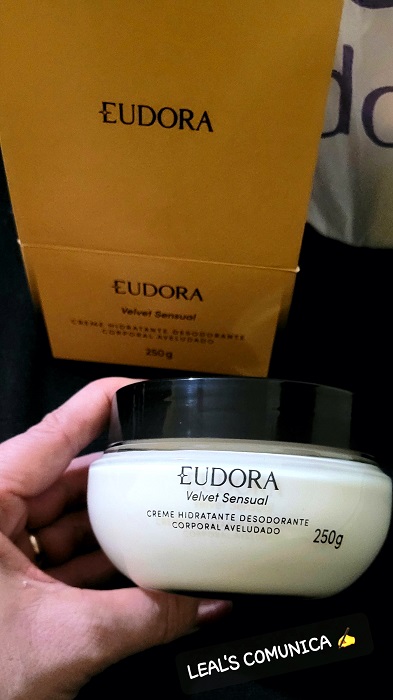 EUDORA
do
EUDORA
Velvet Sensual
CREME HIDRATANTE DESODORANTE
CORPORAL AVELUDADO
250g
EUDORA
Velvet Sensual
CREME HIDRATANTE DESODORANTE
CORPORAL AVELUDADO
250g
LEAL'S COMUNICA ✍️